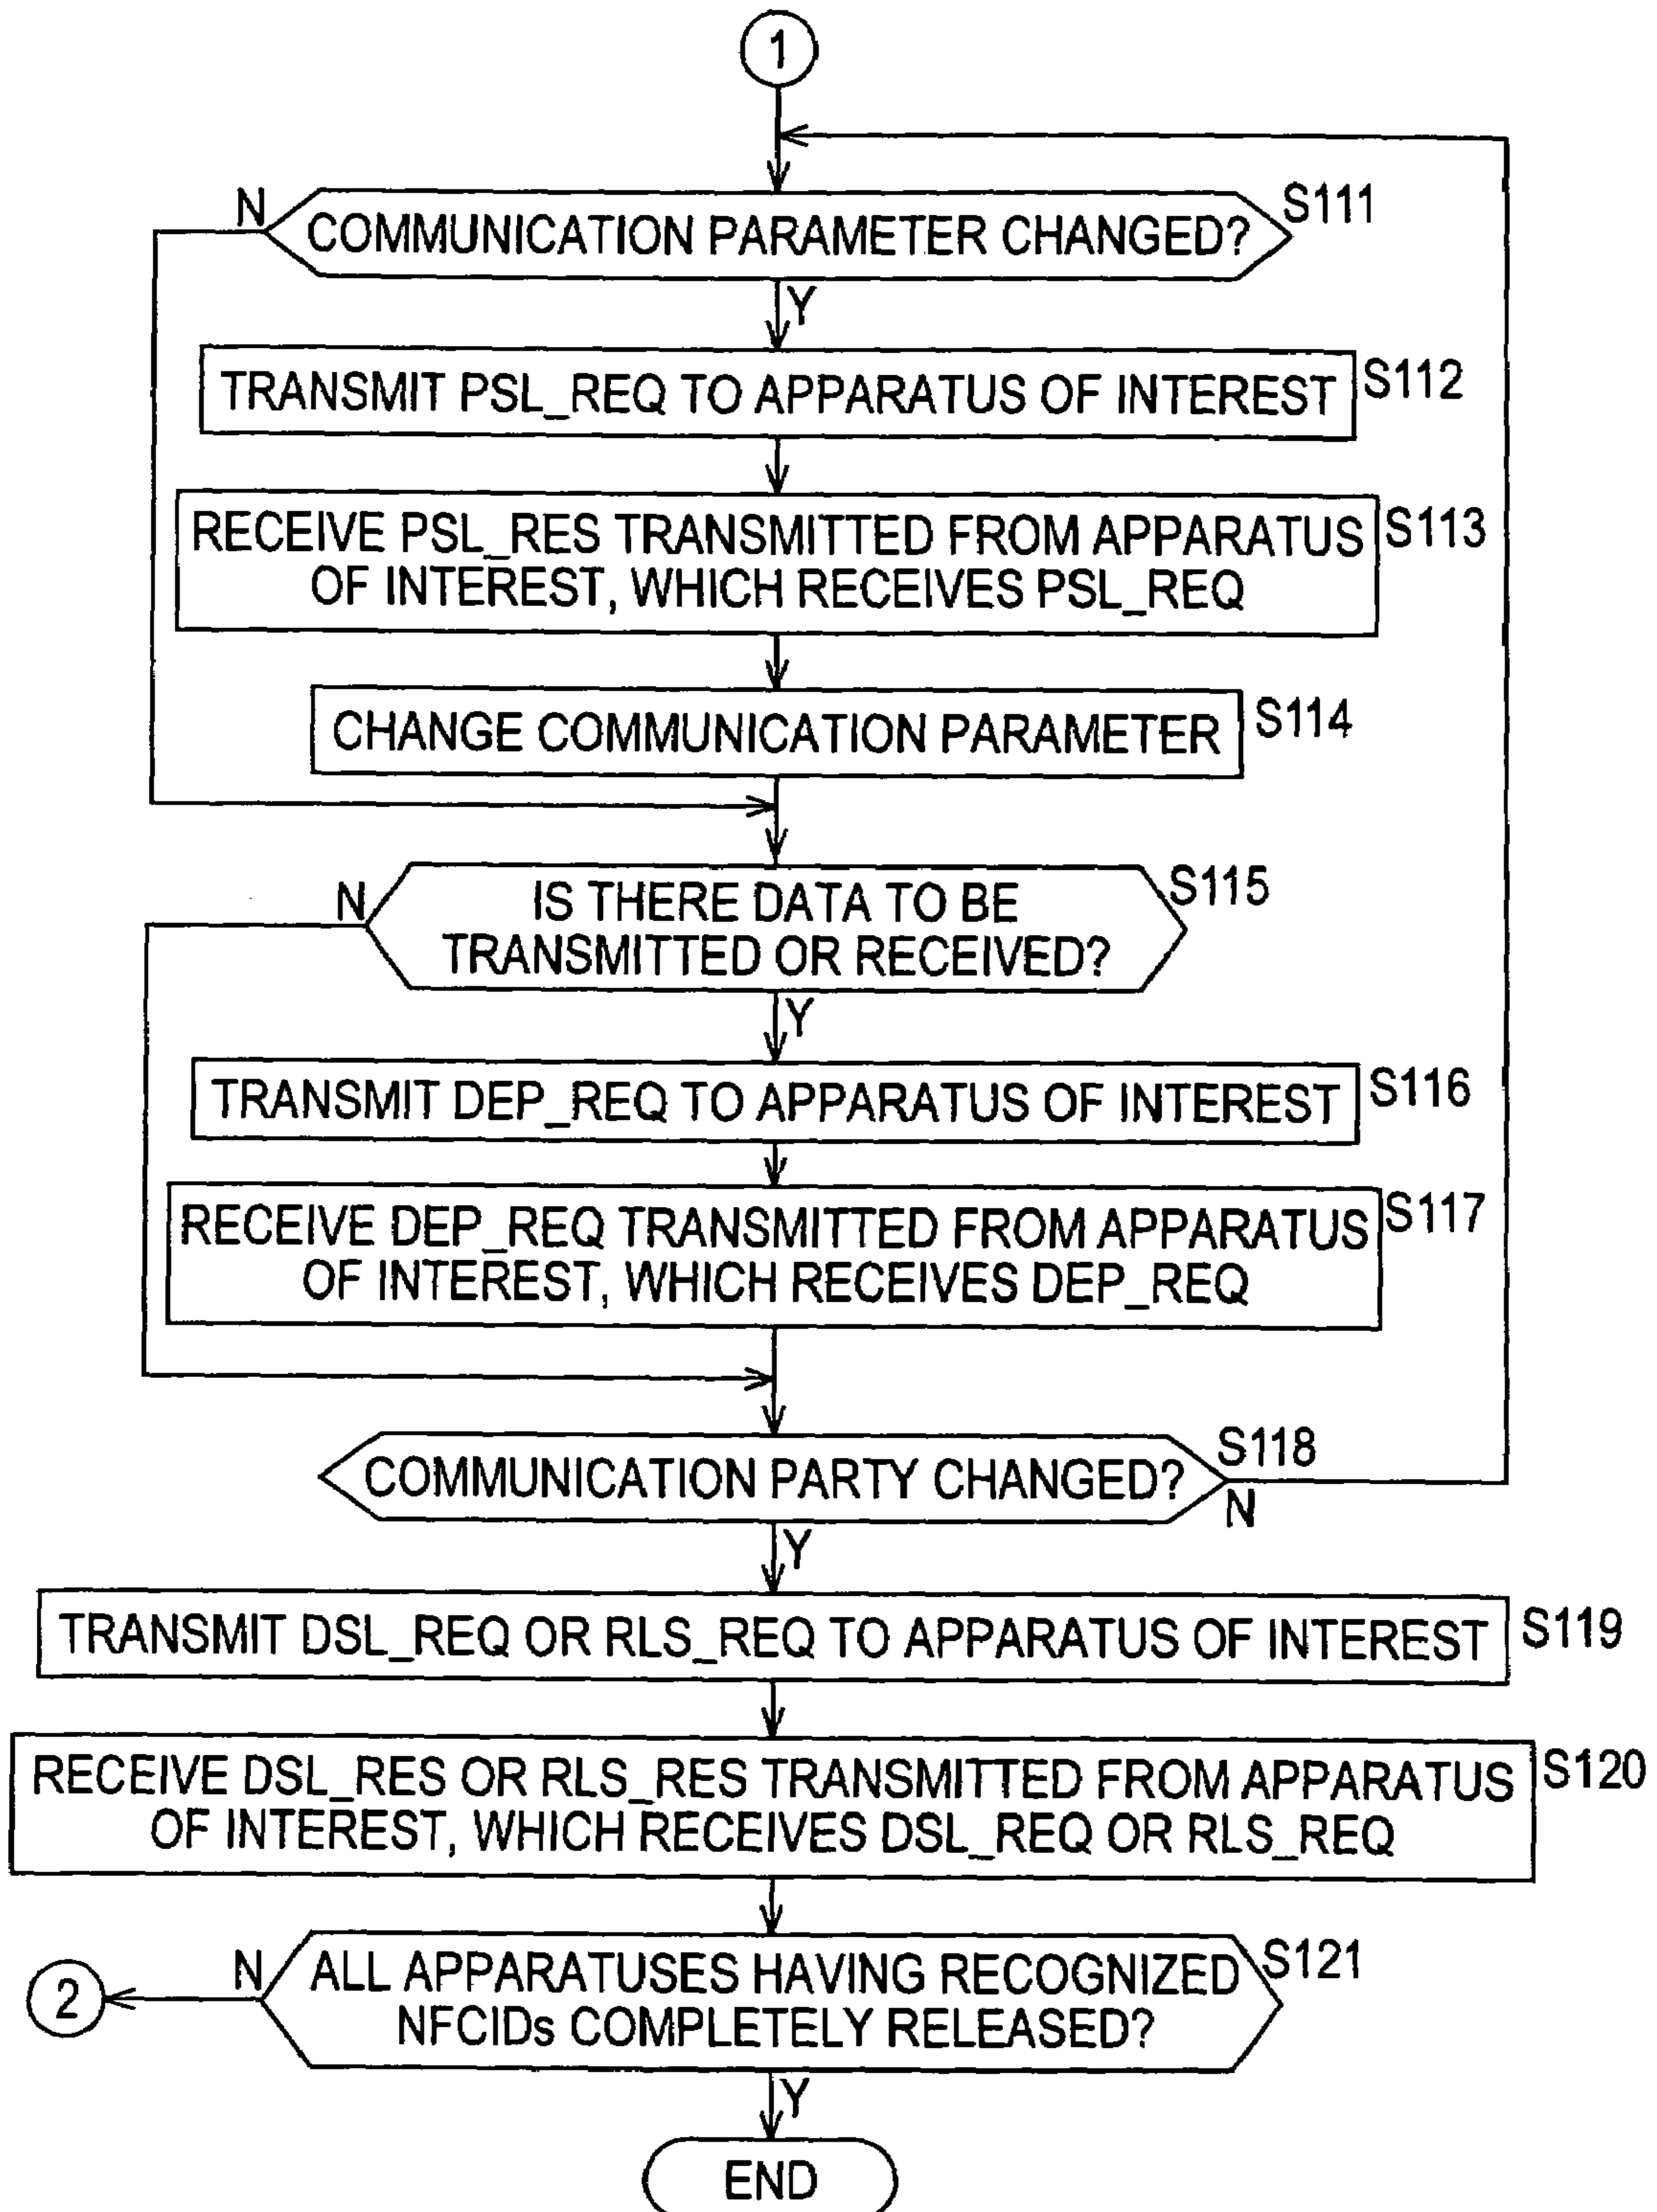 1
N
COMMUNICATION PARAMETER CHANGED?
S111
Y
TRANSMIT PSL_REQ TO APPARATUS OF INTEREST
S112
RECEIVE PSL_RES TRANSMITTED FROM APPARATUS
OF INTEREST, WHICH RECEIVES PSL_REQ
S113
CHANGE COMMUNICATION PARAMETER
S114
N
IS THERE DATA TO BE
TRANSMITTED OR RECEIVED?
S115
Y
TRANSMIT DEP_REQ TO APPARATUS OF INTEREST
S116
RECEIVE DEP_REQ TRANSMITTED FROM APPARATUS
OF INTEREST, WHICH RECEIVES DEP_REQ
S117
COMMUNICATION PARTY CHANGED?
S118
N
Y
TRANSMIT DSL_REQ OR RLS_REQ TO APPARATUS OF INTEREST
S119
RECEIVE DSL_RES OR RLS_RES TRANSMITTED FROM APPARATUS
OF INTEREST, WHICH RECEIVES DSL_REQ OR RLS_REQ
S120
2
N
ALL APPARATUSES HAVING RECOGNIZED
NFCIDs COMPLETELY RELEASED?
S121
Y
END